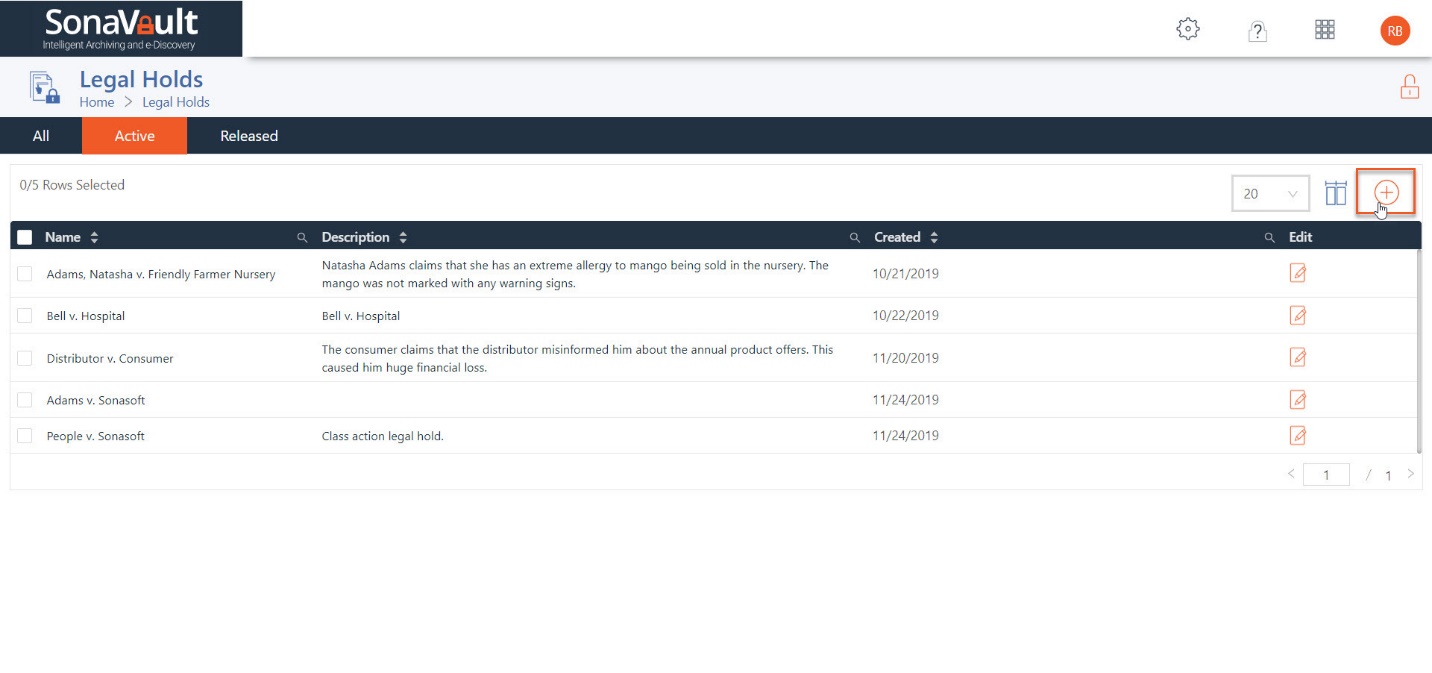 SonaVault
Intelligent Archiving and e-Discovery
?
RB
Legal Holds
Home > Legal Holds
All Active Released
0/5 Rows Selected
20
Name Description Created Edit
Adams, Natasha v. Friendly Farmer Nursery
Natasha Adams claims that she has an extreme allergy to mango being sold in the nursery. The
mango was not marked with any warning signs.
10/21/2019
Bell v. Hospital Bell v. Hospital 10/22/2019
Distributor v. Consumer
The consumer claims that the distributor misinformed him about the annual product offers. This
caused him huge financial loss.
11/20/2019
Adams v. Sonasoft 11/24/2019
People v. Sonasoft Class action legal hold. 11/24/2019
< 1 / 1 >